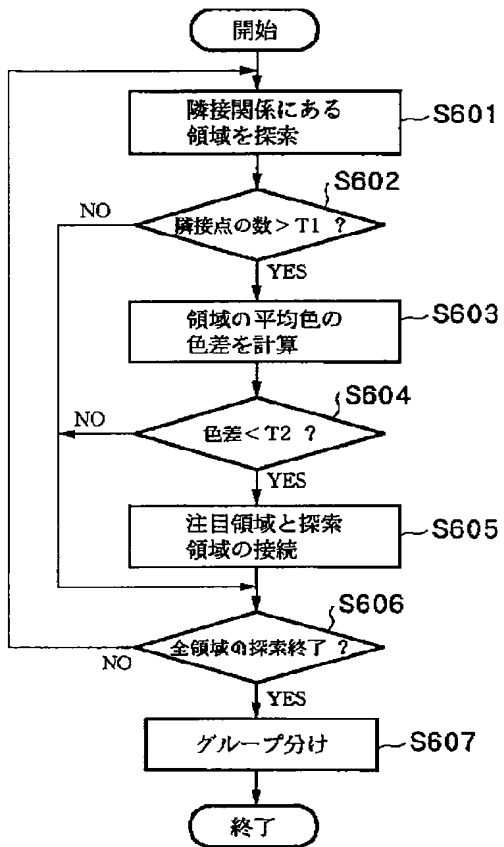 開始
隣接関係にある
領域を探索
S601
S602
隣接点の数>T1 ?
NO
YES
領域の平均色の
色差を計算
S603
S604
色差<T2 ?
NO
YES
注目領域と探索
領域の接続
S605
S606
全領域の探索終了 ?
NO
YES
グループ分け
S607
終了